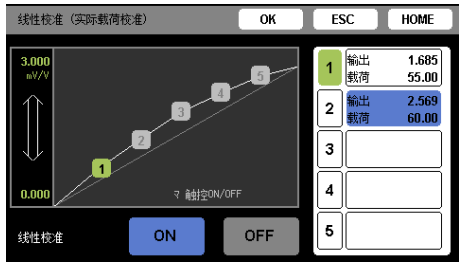 线性校准（实际载荷校准）
OK
ESC
HOME
3.000
mV/V
0.000
1
2
3
4
5
マ 触控ON/OFF
线性校准
ON
OFF
1
输出 1.685
载荷 55.00
2
输出 2.569
载荷 60.00
3
4
5